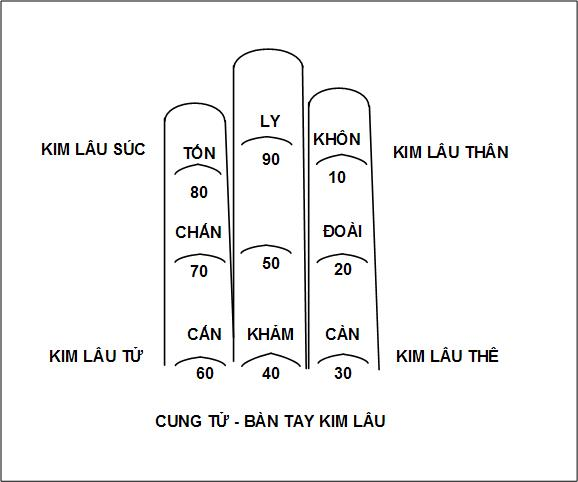 LY
KHÔN
KIM LÂU SÚC
TỐN
KIM LÂU THÂN
90
10
80
CHẤN
ĐOÀI
70
50
20
CẤN
KHẢM
CÀN
KIM LÂU TỬ
KIM LÂU THÊ
60
40
30
CUNG TỬ - BÀN TAY KIM LÂU